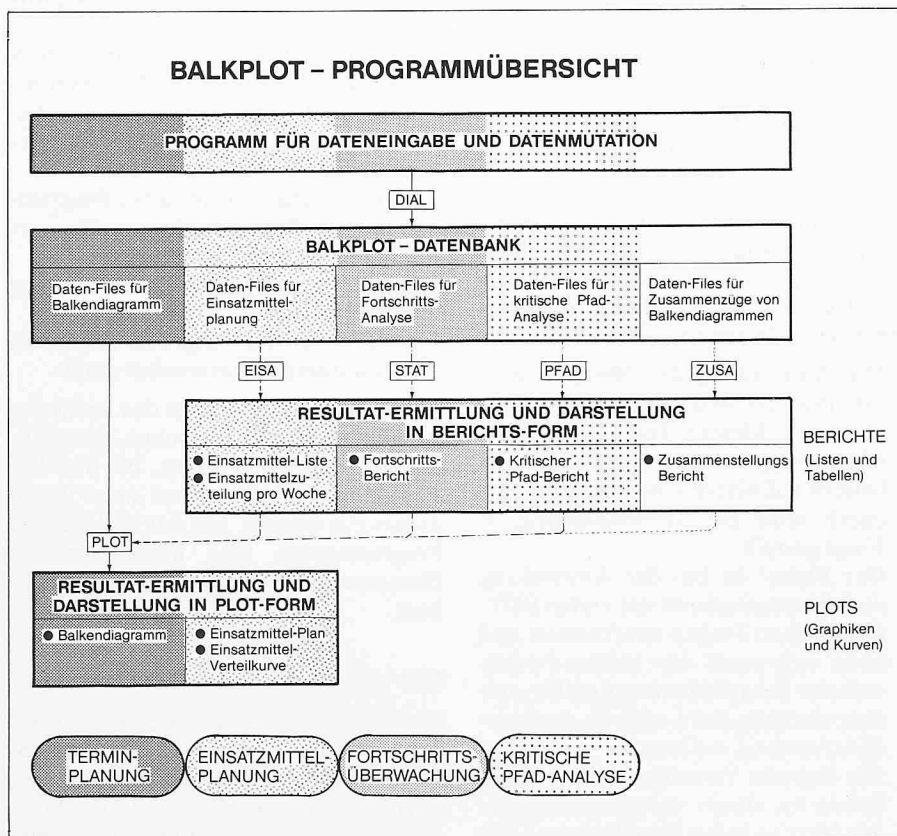 BALKPLOT – PROGRAMMÜBERSICHT
PROGRAMM FÜR DATENEINGABE UND DATENMUTATION
DIAL
BALKPLOT – DATENBANK
Daten-Files für
Balkendiagramm
Daten-Files für
Einsatzmittel-
planung
Daten-Files für
Fortschritts-
Analyse
Daten-Files für
kritische Pfad-
Analyse
Daten-Files für
Zusammenzüge von
Balkendiagrammen
EISA
STAT
PFAD
ZUSA
RESULTAT-ERMITTLUNG UND DARSTELLUNG
IN BERICHTS-FORM
● Einsatzmittel-Liste
● Einsatzmittelzu-
teilung pro Woche
● Fortschritts-
Bericht
● Kritischer
Pfad-Bericht
● Zusammenstellungs
Bericht
BERICHTE
(Listen und
Tabellen)
PLOT
RESULTAT-ERMITTLUNG UND
DARSTELLUNG IN PLOT-FORM
● Balkendiagramm
● Einsatzmittel-Plan
● Einsatzmittel-
Verteilkurve
PLOTS
(Graphiken
und Kurven)
TERMIN-
PLANUNG
EINSATZMITTEL-
PLANUNG
FORTSCHRITTS-
ÜBERWACHUNG
KRITISCHE
PFAD-ANALYSE